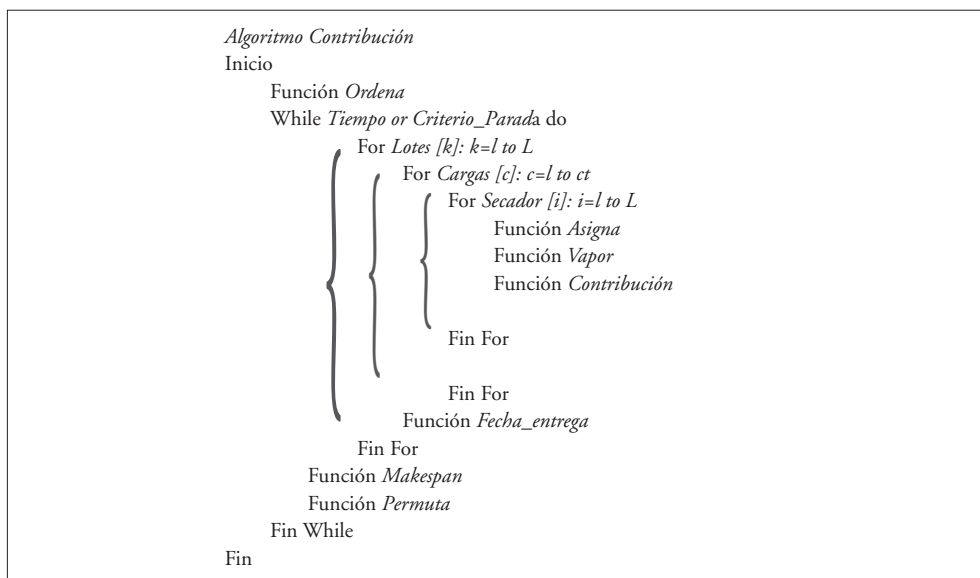 Algoritmo Contribución
Inicio
Función Ordena
While Tiempo or Criterio_Parada do
For Lotes [k]: k=l to L
For Cargas [c]: c=l to ct
For Secador [i]: i=l to L
Función Asigna
Función Vapor
Función Contribución
Fin For
Fin For
Función Fecha_entrega
Fin For
Función Makespan
Función Permuta
Fin While
Fin